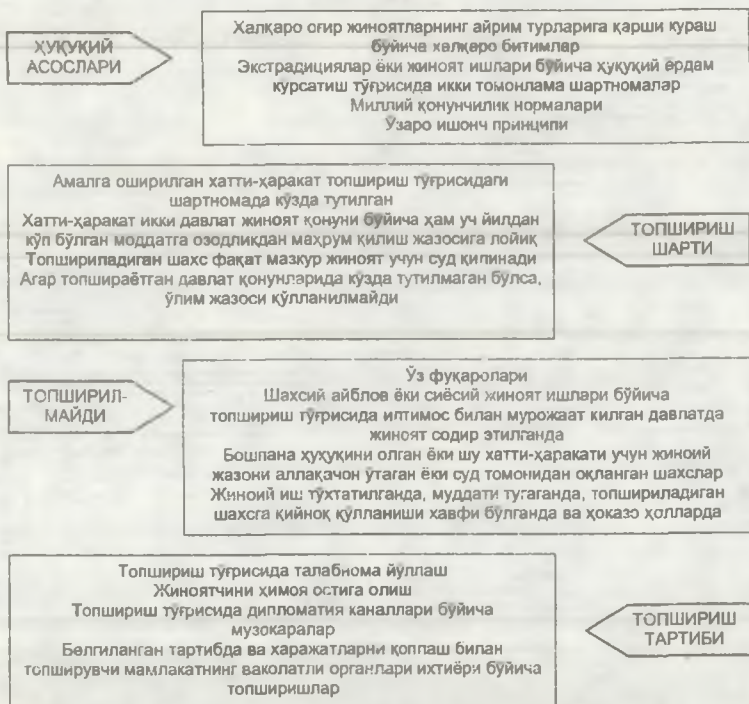 ҲУҚУҚИЙ
АСОСЛАРИ
Халқаро оғир жиноятларнинг айрим турларига қарши кураш
бўйича халқаро битимлар
Экстрадициялар ёки жиноят ишлари бўйича ҳуқуқий ёрдам
курсатиш тўғрисида икки томонлама шартномалар
Миллий қонунчилик нормалари
Ўзаро ишонч принципи
Амалга оширилган хатти-ҳаракат топшириш тўғрисидаги
шартномада кўзда тутилган
Хатти-ҳаракат икки давлат жиноят қонуни бўйича ҳам уч йилдан
кўп бўлган моддатга озодликдан маҳрум қилиш жазосига лойиқ
Топшириладиган шахс фақат мазкур жиноят учун суд қилинади
Агар топшираётган давлат қонунларида кўзда тутилмаган бўлса,
ўлим жазоси қўлланилмайди
ТОПШИРИШ
ШАРТИ
ТОПШИРИЛ-
МАЙДИ
Ўз фуқаролари
Шахсий айблов ёки сиёсий жиноят ишлари бўйича
топшириш тўғрисида илтимос билан мурожаат килган давлатда
жиноят содир этилганда
Бошпана ҳуқуқини олган ёки шу хатти-ҳаракати учун жиноий
жазони аллақачон ўтаган ёки суд томонидан оқланган шахслар
Жиноий иш тўхтатилганда, муддати тугаганда, топшириладиган
шахсга қийноқ қўлланиши хавфи бўлганда ва ҳоказо ҳолларда
Топшириш тўғрисида талабнома йўллаш
Жиноятчини ҳимоя остига олиш
Топшириш тўғрисида дипломатия каналлари бўйича
музокаралар
Белгиланган тартибда ва харажатларни қоплаш билан
топширувчи мамлакатнинг ваколатли органлари ихтиёри бўйича
топширишлар
ТОПШИРИШ
ТАРТИБИ